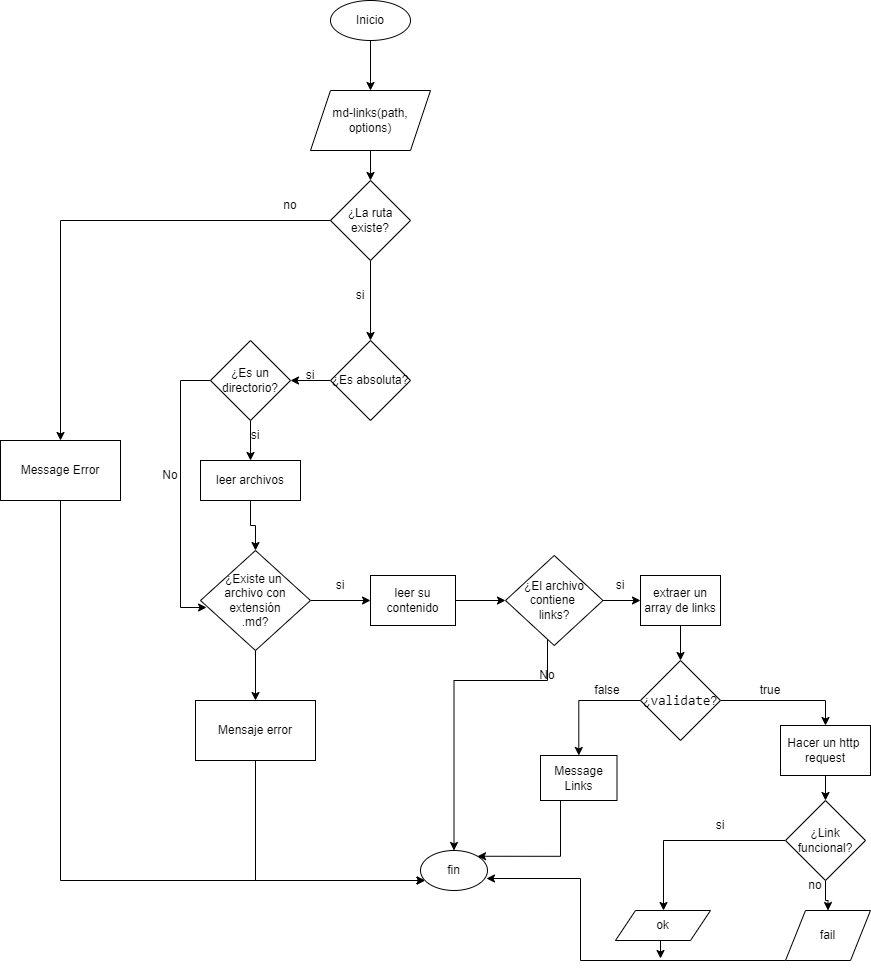 Inicio
md-links(path,
options)
no
¿La ruta
existe?
si
¿Es un
directorio?
si
¿Es absoluta?
si
No
Message Error
leer archivos
¿Existe un
archivo con
extensión
.md?
si
leer su
contenido
¿El archivo
contiene
links?
si
extraer un
array de links
No
false
¿validate?
true
Mensaje error
Hacer un http
request
Message
Links
si
¿Link
funcional?
no
fin
ok
fail